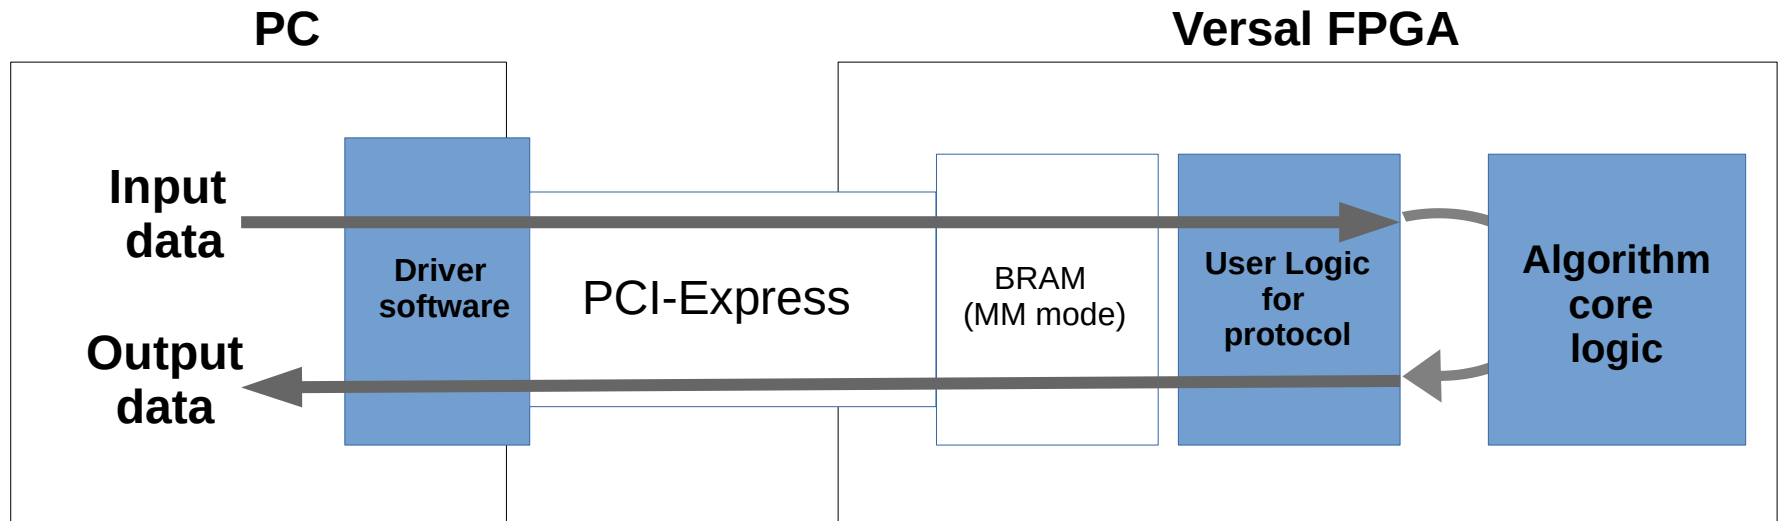 PC
Versal FPGA
Input
data
Output
data
Driver
software
PCI-Express
BRAM
(MM mode)
User Logic
for
protocol
Algorithm
core
logic